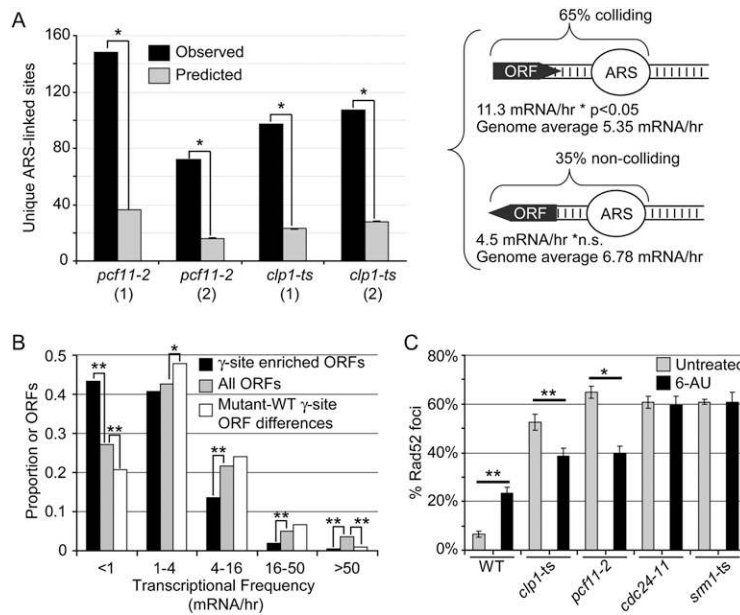 A
Unique ARS-linked sites
160
120
80
40
0
Observed
Predicted
*
*
*
*
pcf11-2
(1)
pcf11-2
(2)
clp1-ts
(1)
clp1-ts
(2)
65% colliding
ORF
ARS
11.3 mRNA/hr * p<0.05
Genome average 5.35 mRNA/hr
35% non-colliding
ORF
ARS
4.5 mRNA/hr *n.s.
Genome average 6.78 mRNA/hr
B
Proportion or ORFs
0.5
0.4
0.3
0.2
0.1
0
γ-site enriched ORFs
All ORFs
Mutant-WT γ-site
ORF differences
**
**
*
**
**
**
**
<1
1-4
4-16
16-50
>50
Transcriptional Frequency
(mRNA/hr)
C
% Rad52 foci
80%
60%
40%
20%
0
Untreated
6-AU
**
**
*
WT
clp1-ts
pcf11-2
cdc24-11
srm1-ts